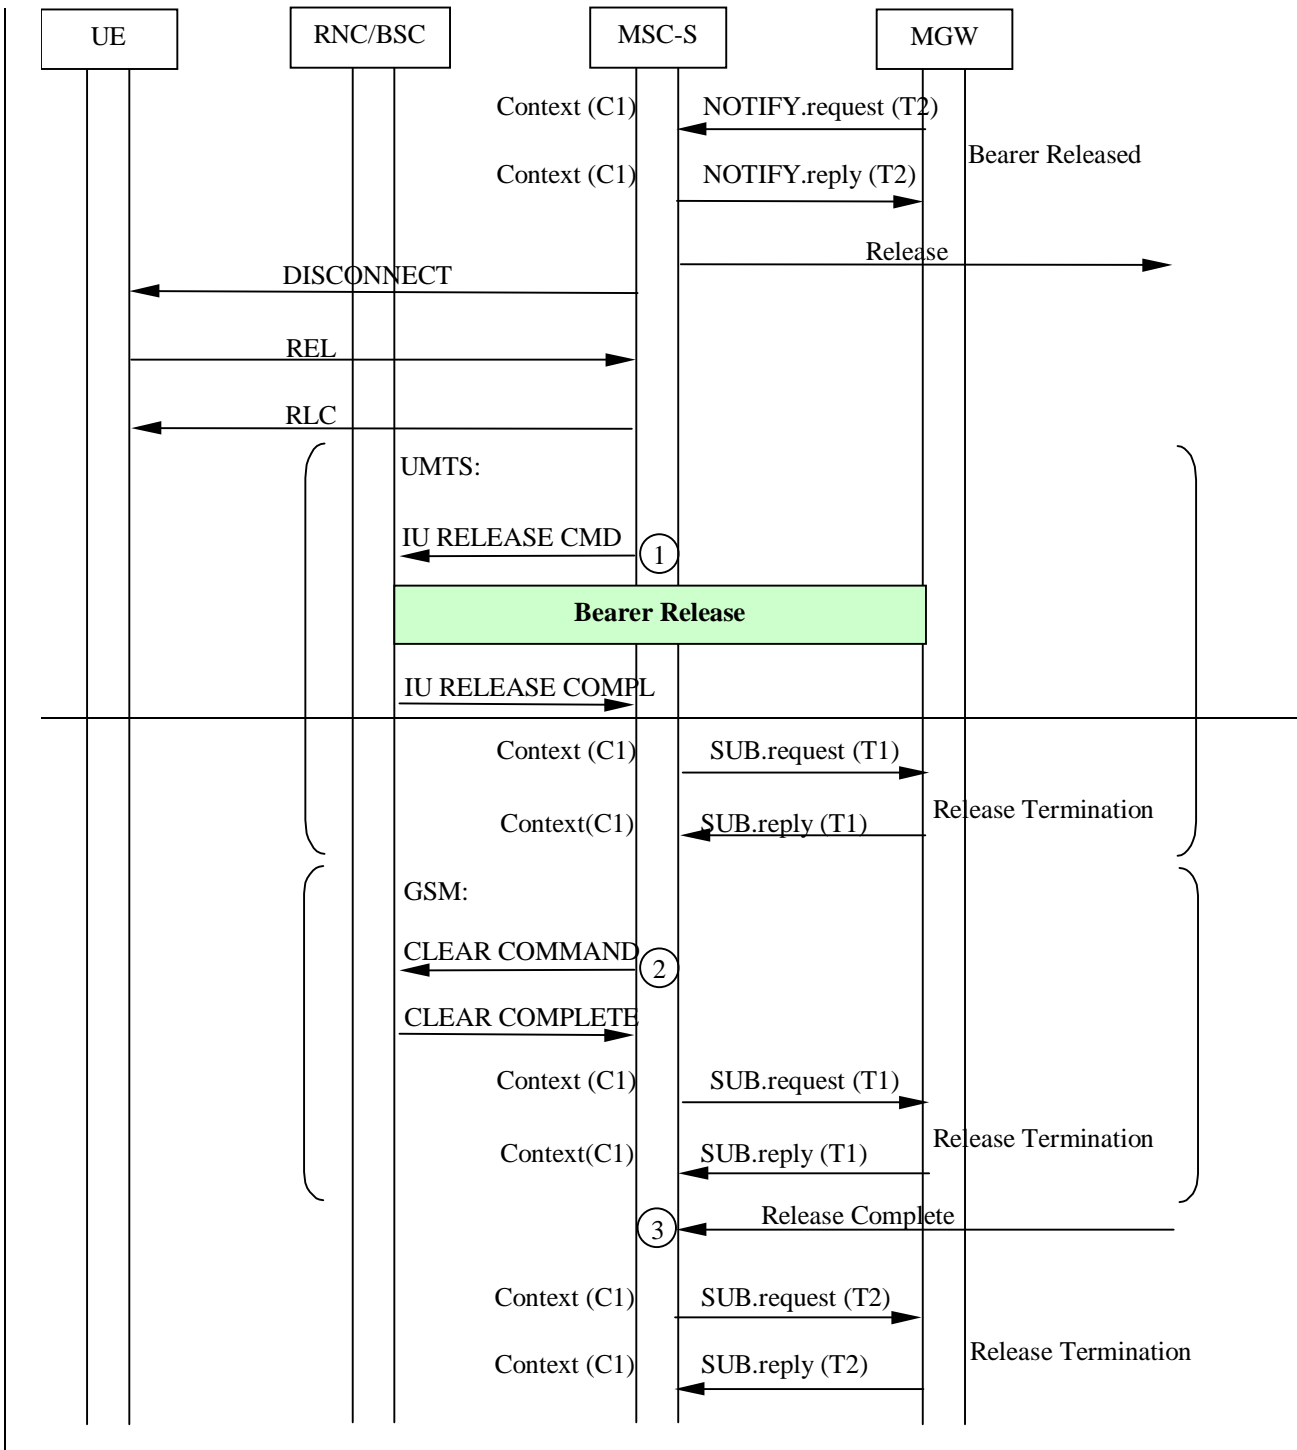 UE RNC/BSC MSC-S MGW
Context (C1) NOTIFY.request (T2)
Bearer Released
Context (C1) NOTIFY.reply (T2)
Release
DISCONNECT
REL
RLC
UMTS:
IU RELEASE CMD 1
Bearer Release
IU RELEASE COMPL
Context (C1) SUB.request (T1)
Release Termination
Context(C1) SUB.reply (T1)
GSM:
CLEAR COMMAND 2
CLEAR COMPLETE
Context (C1) SUB.request (T1)
Release Termination
Context(C1) SUB.reply (T1)
3 Release Complete
Context (C1) SUB.request (T2)
Release Termination
Context (C1) SUB.reply (T2)